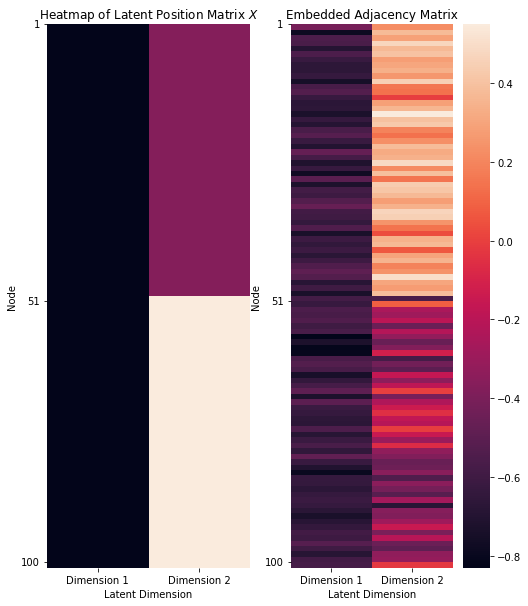 Heatmap of Latent Position Matrix X
Embedded Adjacency Matrix
1
51
100
Node
Dimension 1
Dimension 2
Latent Dimension
1
51
100
Node
Dimension 1
Dimension 2
Latent Dimension
0.4
0.2
0.0
−0.2
−0.4
−0.6
−0.8